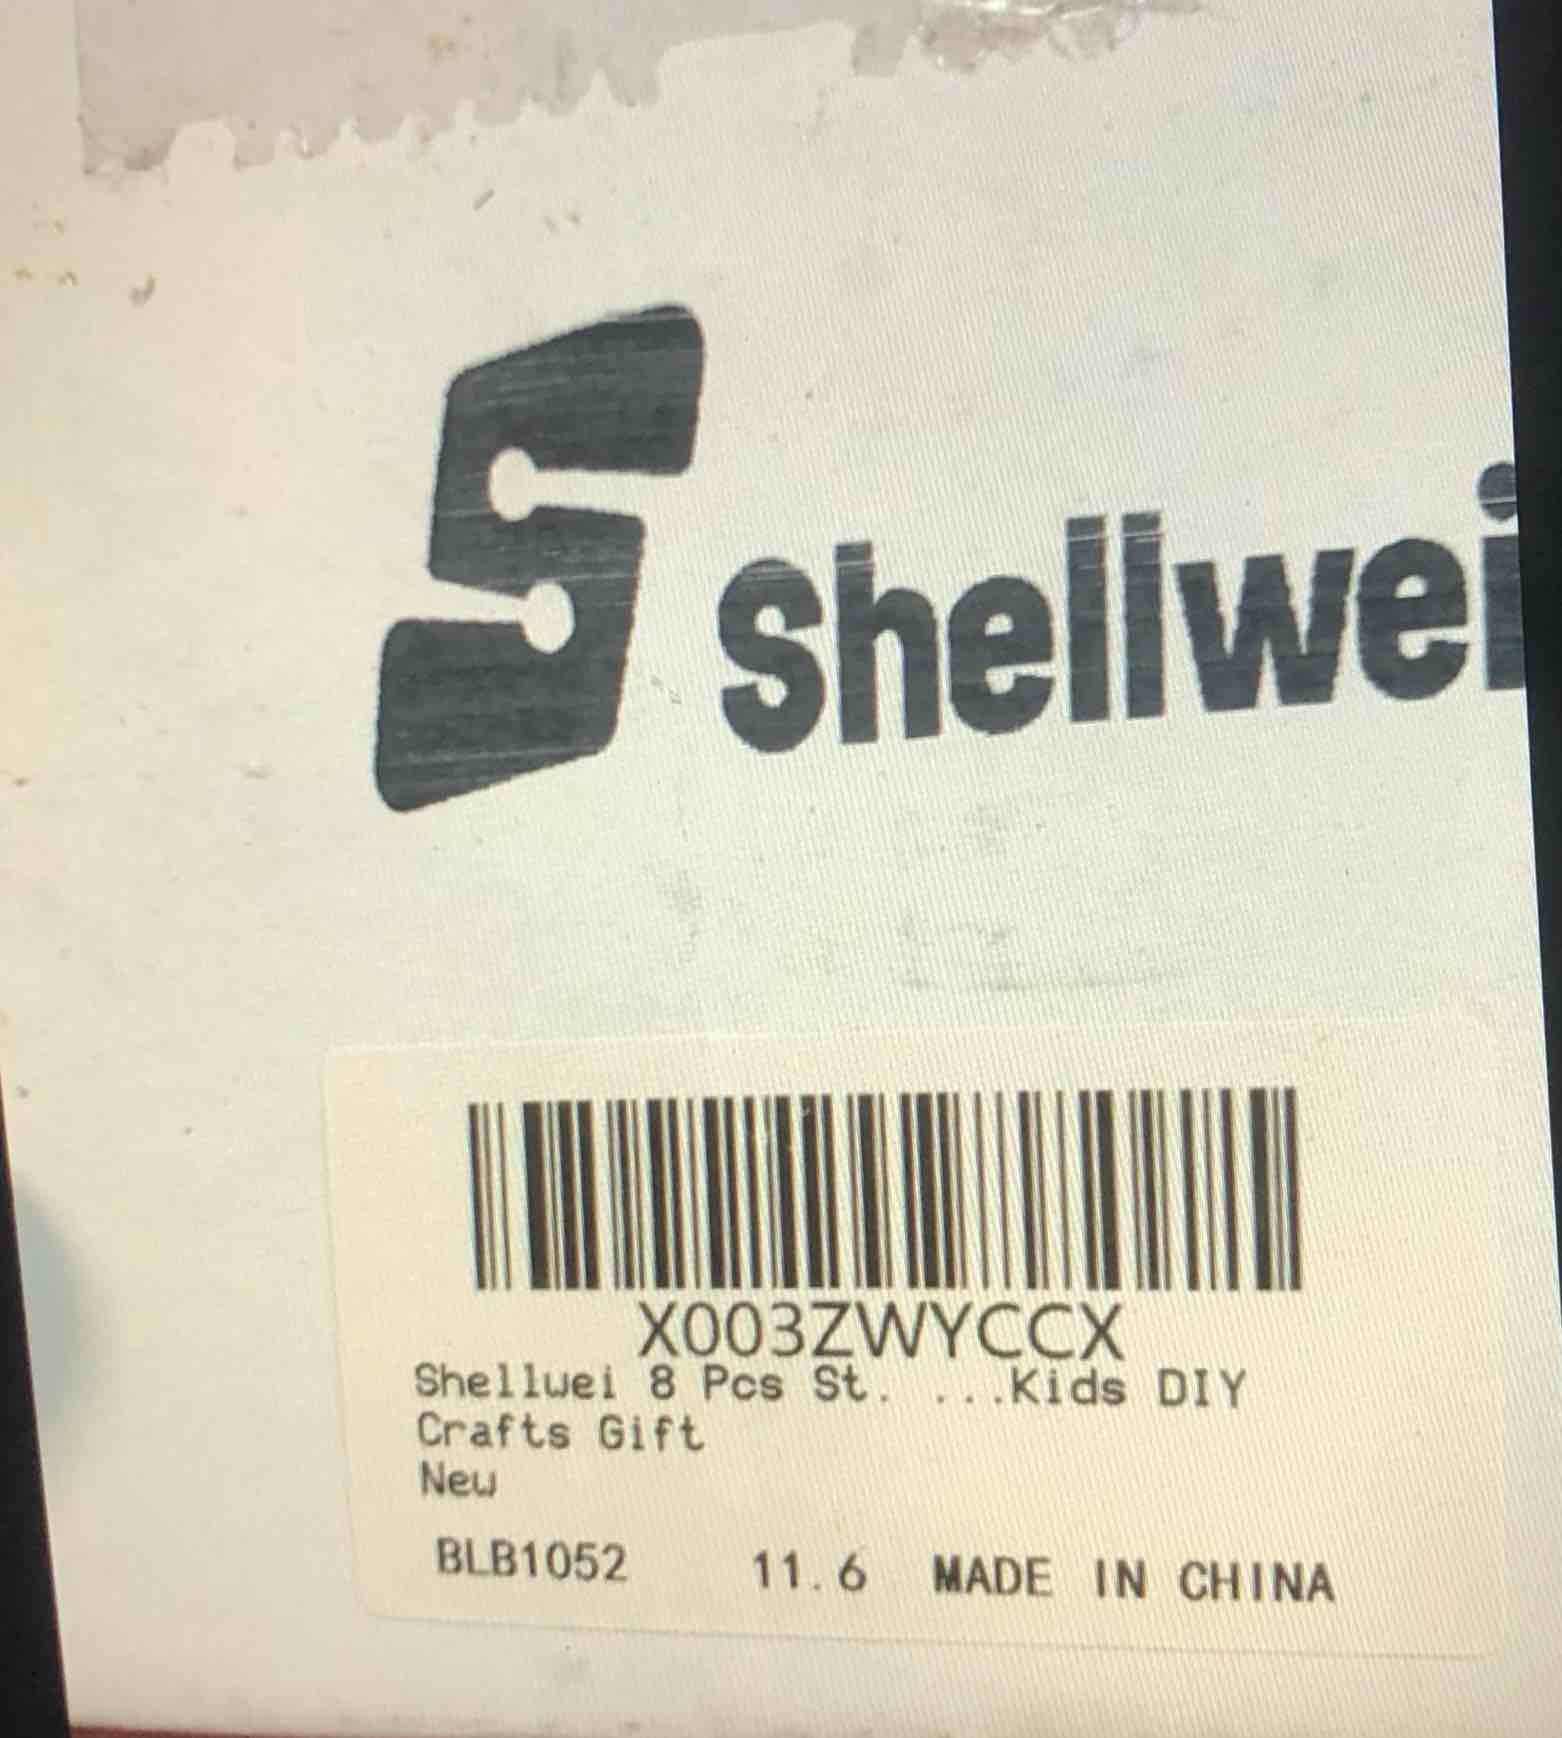 S shellwei
X003ZWYCCX
Shellwei 8 Pcs St. ...Kids DIY
Crafts Gift
New
BLB1052 11.6 MADE IN CHINA